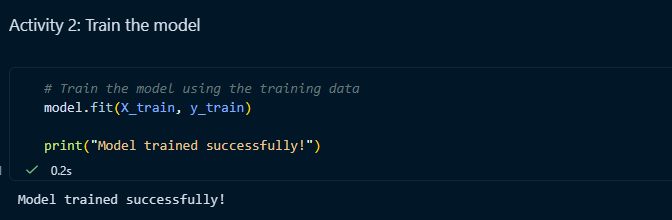 Activity 2: Train the model
# Train the model using the training data
model.fit(X_train, y_train)
print("Model trained successfully!")
0.2s
Model trained successfully!